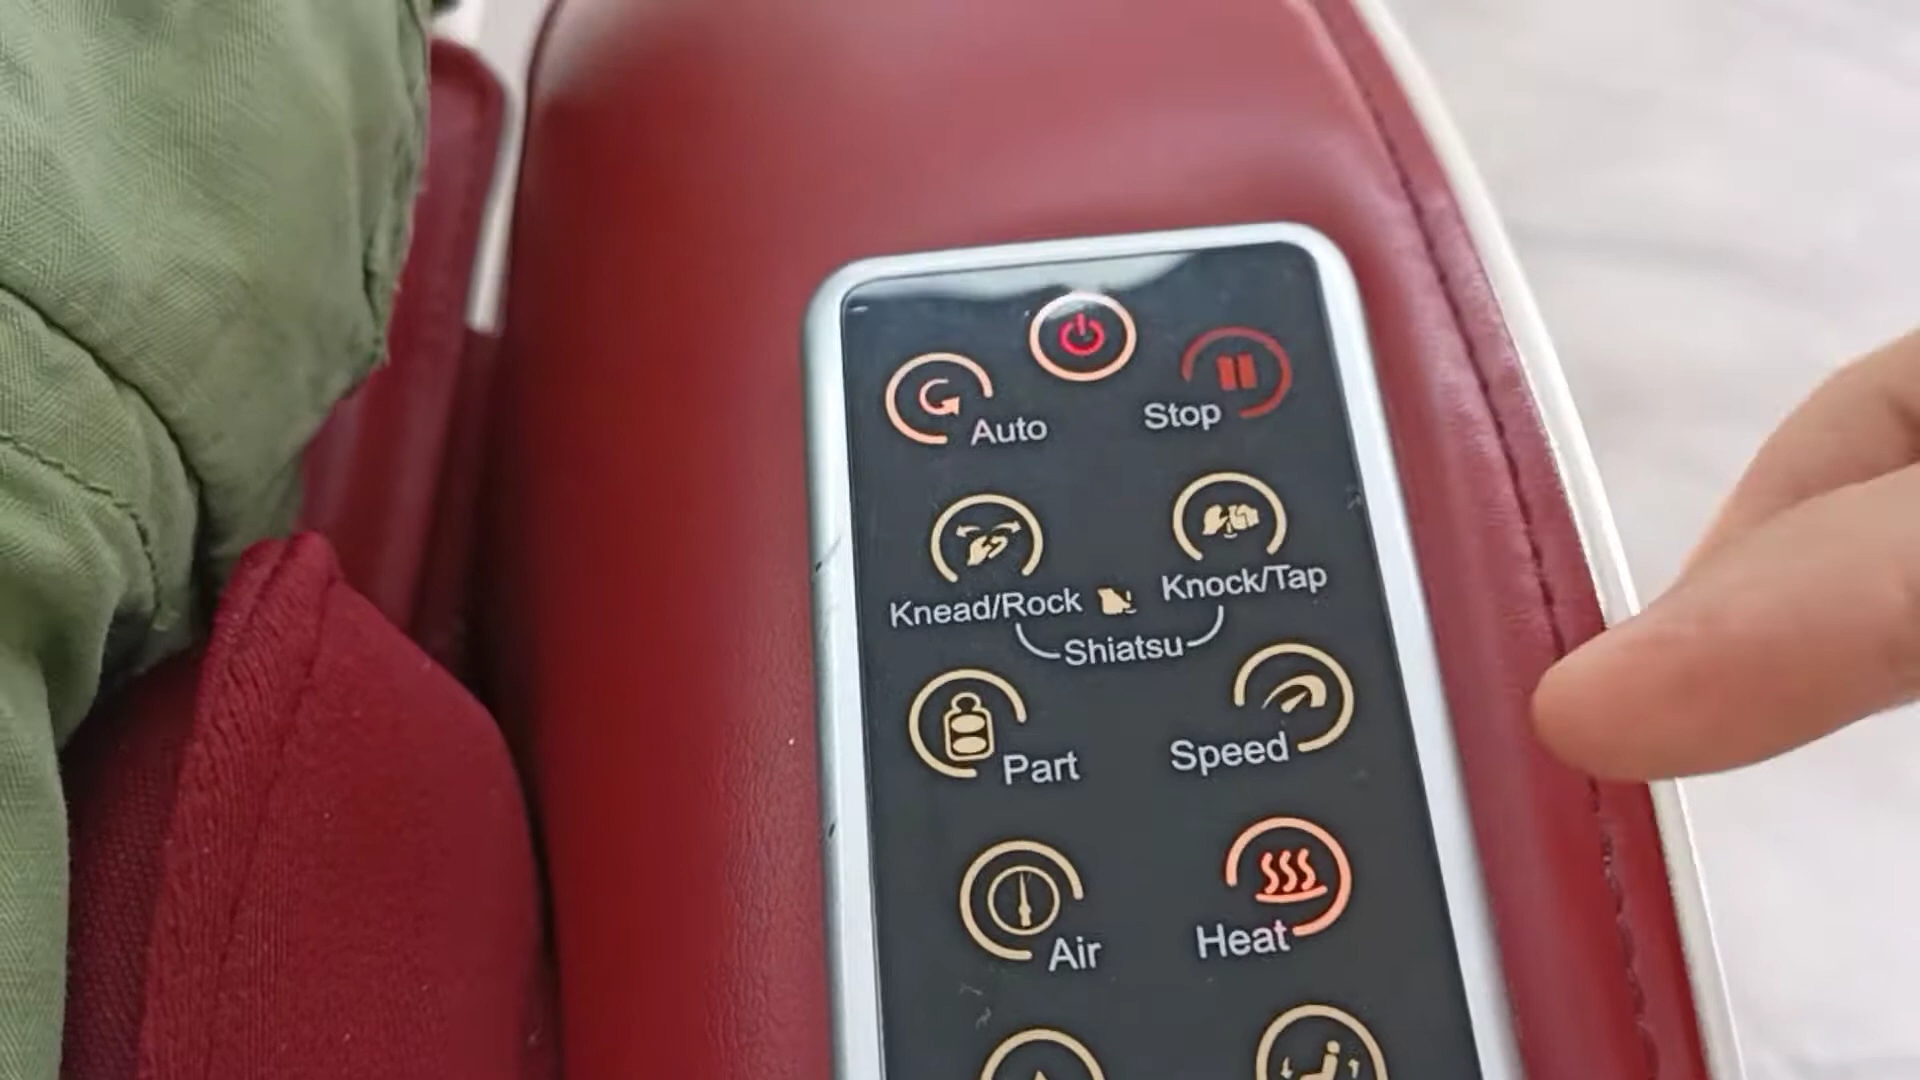 Auto
Stop
Knead/Rock
Knock/Tap
Shiatsu
Part
Speed
Air
Heat